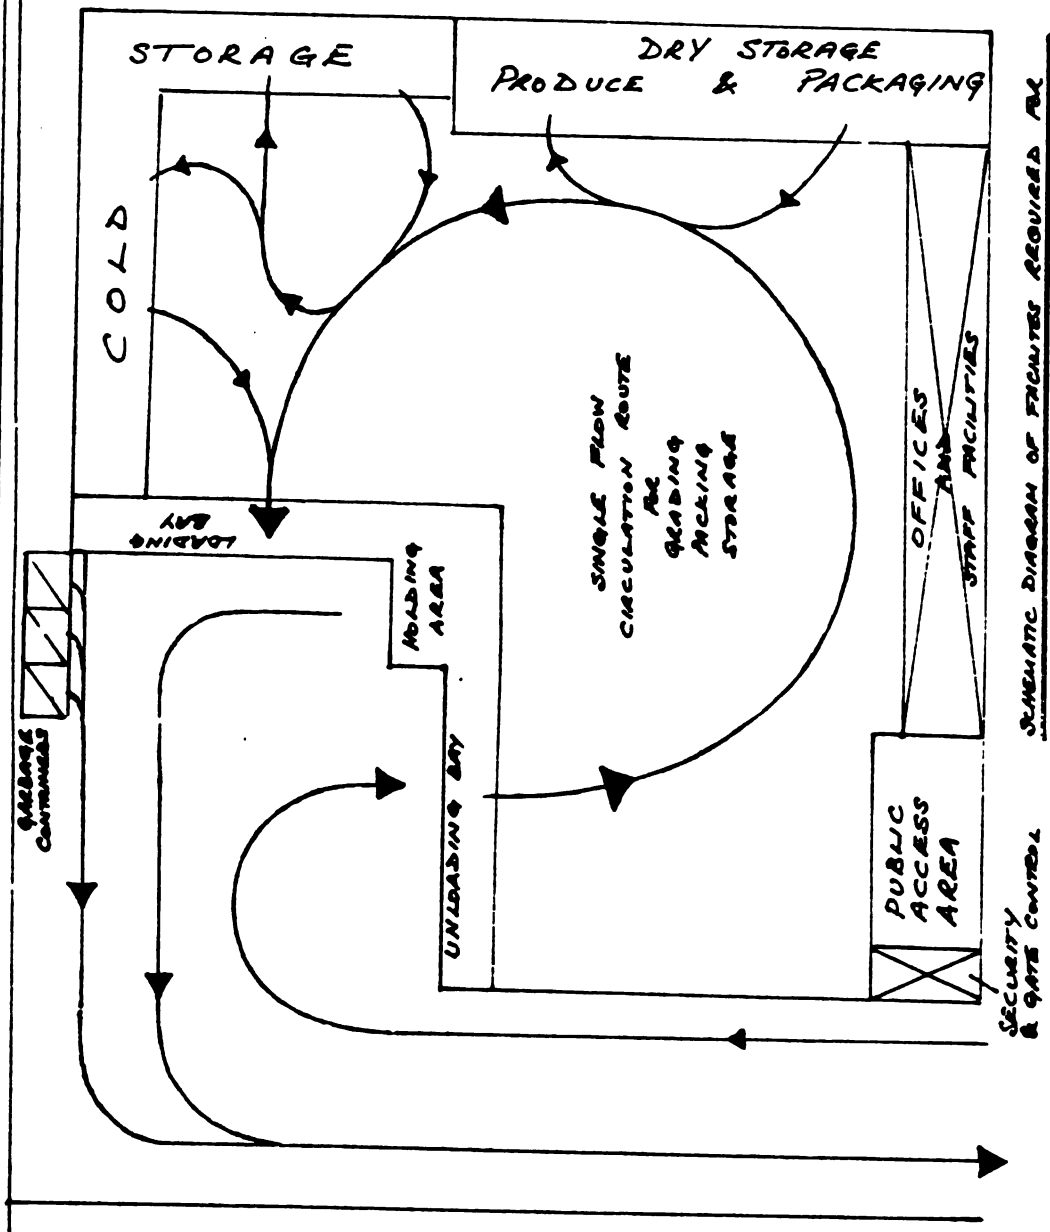 STORAGE
DRY STORAGE
PRODUCE & PACKAGING
COLD
LOADING
BAY
HOLDING
AREA
SINGLE FLOW
CIRCULATION ROUTE
FOR
GRADING
PACKING
STORAGE
OFFICES
AND
STAFF FACILITIES
GARBAGE
CONTAINERS
UNLOADING BAY
PUBLIC
ACCESS
AREA
SECURITY
& GATE CONTROL
SCHEMATIC DIAGRAM OF FACILITES REQUIRED FOR